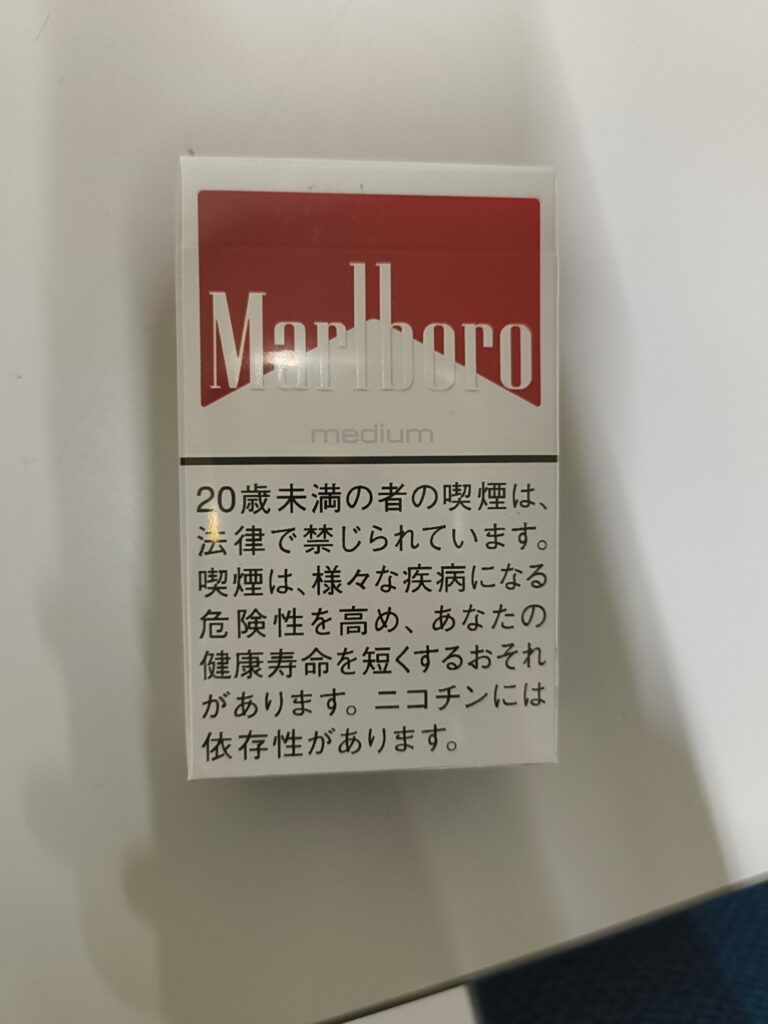 Marlboro
medium
20歳未満の者の喫煙は、
法律で禁じられています。
喫煙は、様々な疾病になる
危険性を高め、あなたの
健康寿命を短くするおそれ
があります。ニコチンには
依存性があります。